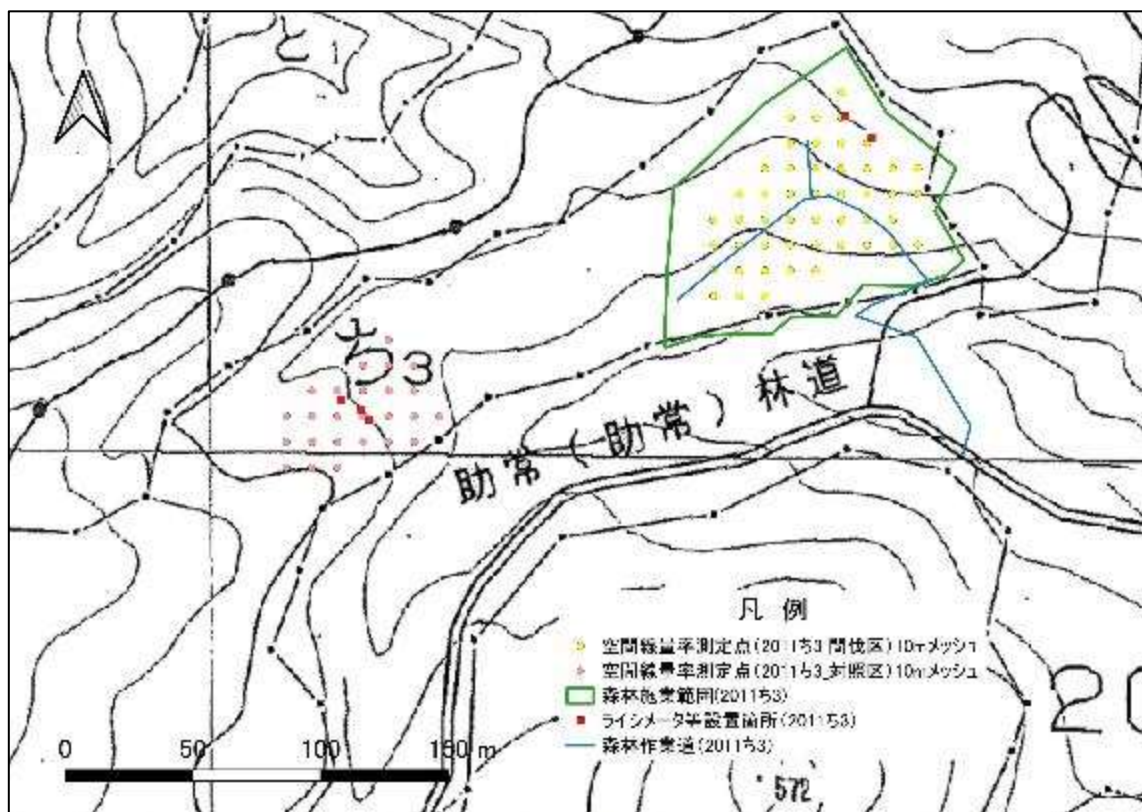 と1
ち3
助常(助常)林道
凡例
空間線量率測定点(2011ち3_間伐区)10mメッシュ
空間線量率測定点(2011ち3_対照区)10mメッシュ
森林施業範囲(2011ち3)
ライシメータ等設置箇所(2011ち3)
森林作業道(2011ち3)
20
0 50 100 150 m
572